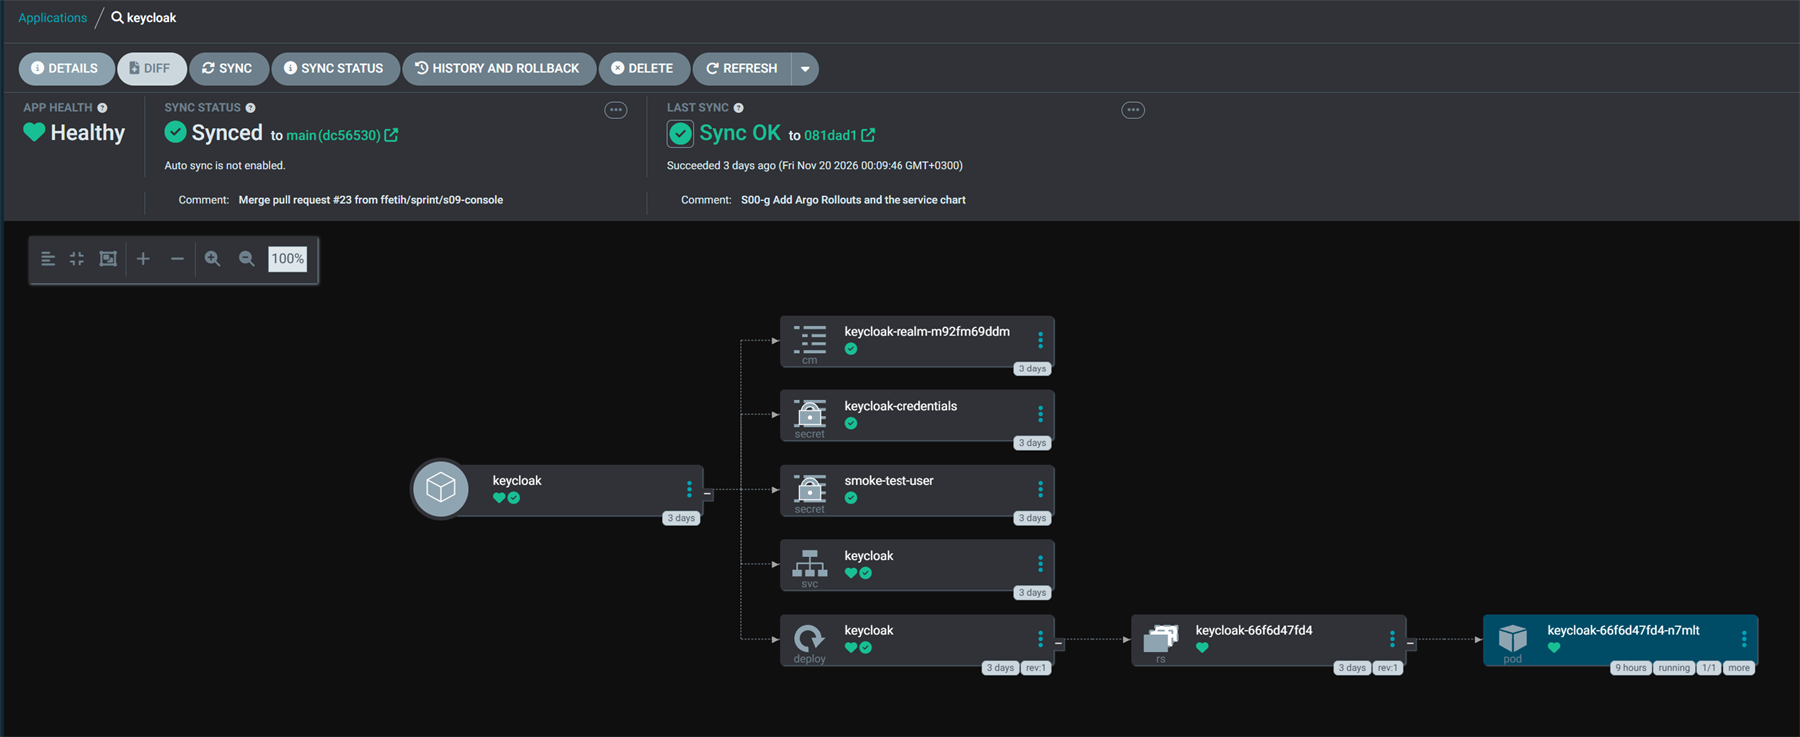 Applications / keycloak
DETAILS DIFF SYNC SYNC STATUS HISTORY AND ROLLBACK DELETE REFRESH
APP HEALTH
Healthy
SYNC STATUS
Synced to main (dc56530)
Auto sync is not enabled.
Comment: Merge pull request #23 from ffetih/sprint/s09-console
LAST SYNC
Sync OK to 081dad1
Succeeded 3 days ago (Fri Nov 20 2026 00:09:46 GMT+0300)
Comment: S00-g Add Argo Rollouts and the service chart
100%
keycloak
3 days
keycloak-realm-m92fm69ddm
cm
3 days
keycloak-credentials
secret
3 days
smoke-test-user
secret
3 days
keycloak
svc
3 days
keycloak
deploy
3 days rev:1
keycloak-66f6d47fd4
rs
3 days rev:1
keycloak-66f6d47fd4-n7mlt
pod
9 hours running 1/1 more